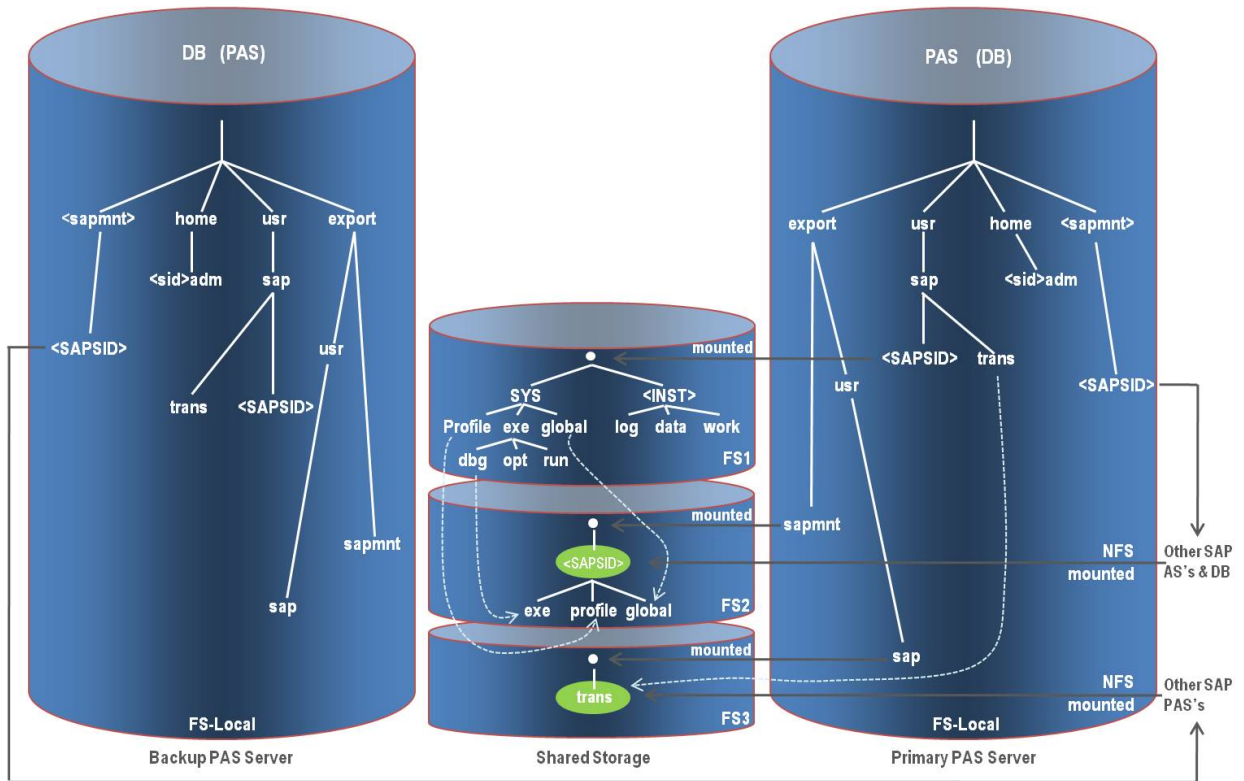 DB (PAS)
<sapmnt> home usr export
<sid>adm sap
<SAPSID>
usr
trans <SAPSID>
sapmnt
sap
FS-Local
Backup PAS Server
mounted
SYS <INST>
Profile exe global log data work
dbg opt run
FS1
mounted
<SAPSID>
exe profile global
FS2
mounted
trans
FS3
Shared Storage
PAS (DB)
export usr home <sapmnt>
sap <sid>adm
<SAPSID> trans
usr
<SAPSID>
sapmnt
NFS
mounted
sap
NFS
mounted
FS-Local
Primary PAS Server
Other SAP
AS's & DB
Other SAP
PAS's